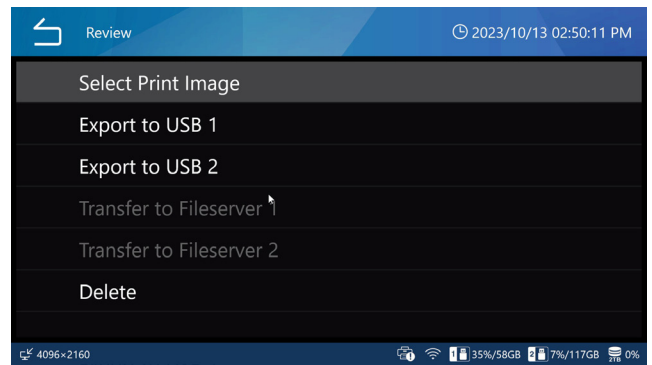 Review
2023/10/13 02:50:11 PM
Select Print Image
Export to USB 1
Export to USB 2
Transfer to Fileserver 1
Transfer to Fileserver 2
Delete
4096×2160 1 35%/58GB 2 7%/117GB 2TB 0%